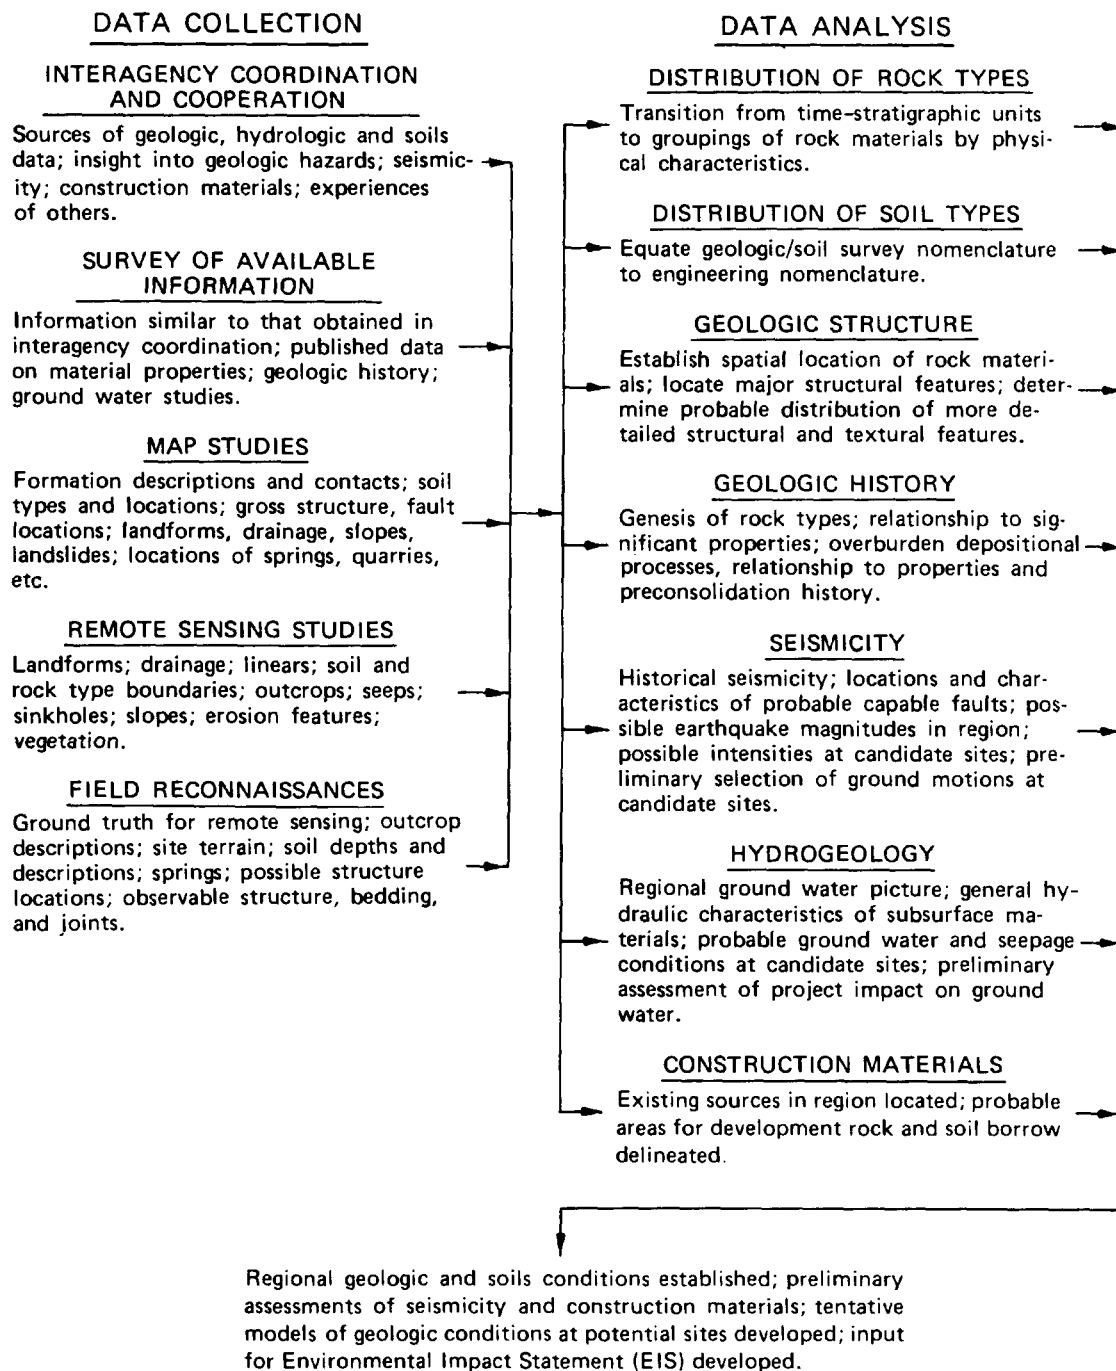 DATA COLLECTION
INTERAGENCY COORDINATION
AND COOPERATION
Sources of geologic, hydrologic and soils
data; insight into geologic hazards; seismic-
ity; construction materials; experiences
of others.
SURVEY OF AVAILABLE
INFORMATION
Information similar to that obtained in
interagency coordination; published data
on material properties; geologic history;
ground water studies.
MAP STUDIES
Formation descriptions and contacts; soil
types and locations; gross structure, fault
locations; landforms, drainage, slopes,
landslides; locations of springs, quarries,
etc.
REMOTE SENSING STUDIES
Landforms; drainage; linears; soil and
rock type boundaries; outcrops; seeps;
sinkholes; slopes; erosion features;
vegetation.
FIELD RECONNAISSANCES
Ground truth for remote sensing; outcrop
descriptions; site terrain; soil depths and
descriptions; springs; possible structure
locations; observable structure, bedding,
and joints.
DATA ANALYSIS
DISTRIBUTION OF ROCK TYPES
Transition from time-stratigraphic units
to groupings of rock materials by physi-
cal characteristics.
DISTRIBUTION OF SOIL TYPES
Equate geologic/soil survey nomenclature
to engineering nomenclature.
GEOLOGIC STRUCTURE
Establish spatial location of rock materi-
als; locate major structural features; deter-
mine probable distribution of more de-
tailed structural and textural features.
GEOLOGIC HISTORY
Genesis of rock types; relationship to sig-
nificant properties; overburden depositional
processes, relationship to properties and
preconsolidation history.
SEISMICITY
Historical seismicity; locations and char-
acteristics of probable capable faults; pos-
sible earthquake magnitudes in region;
possible intensities at candidate sites; pre-
liminary selection of ground motions at
candidate sites.
HYDROGEOLOGY
Regional ground water picture; general hy-
draulic characteristics of subsurface ma-
terials; probable ground water and seepage
conditions at candidate sites; preliminary
assessment of project impact on ground
water.
CONSTRUCTION MATERIALS
Existing sources in region located; probable
areas for development rock and soil borrow
delineated.
Regional geologic and soils conditions established; preliminary
assessments of seismicity and construction materials; tentative
models of geologic conditions at potential sites developed; input
for Environmental Impact Statement (EIS) developed.